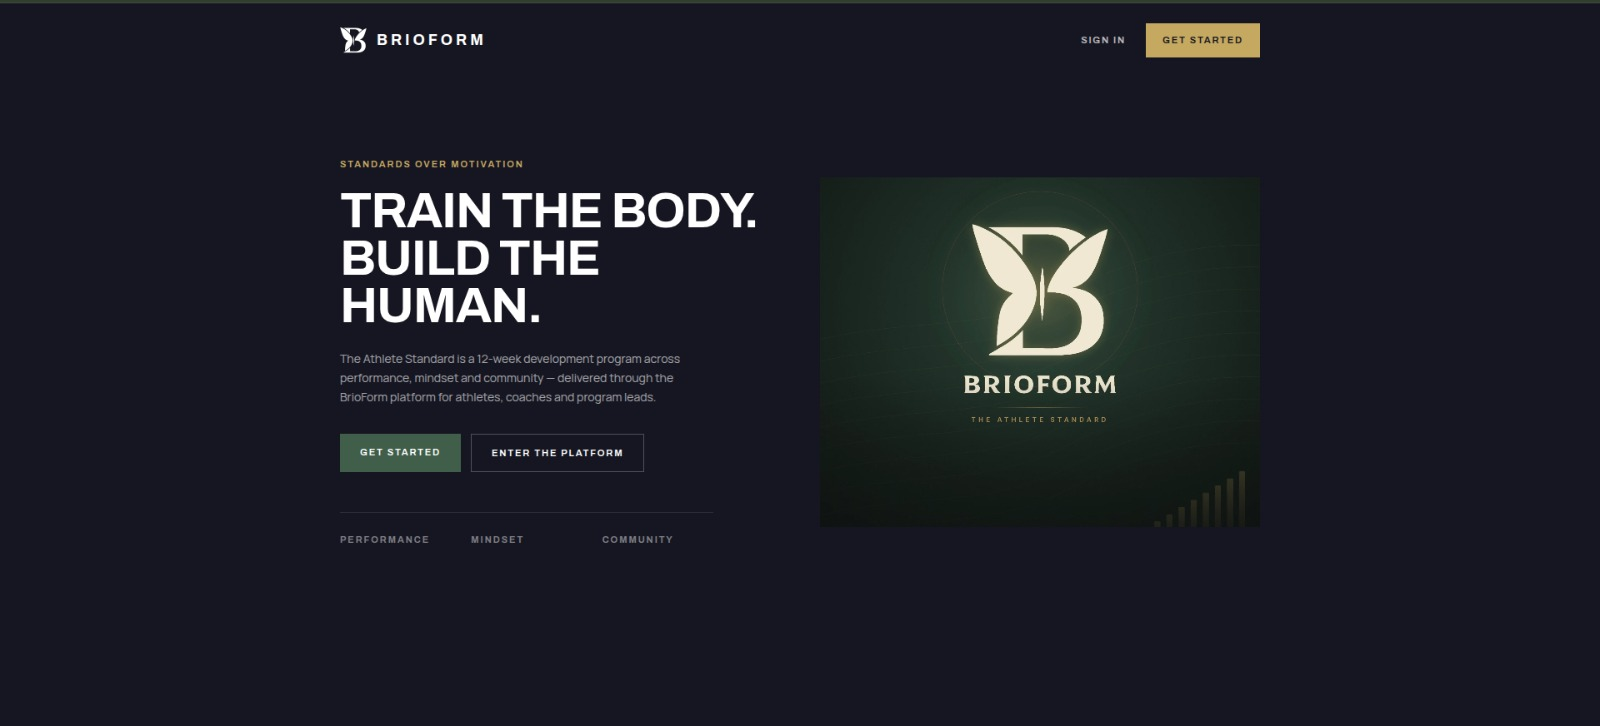 BRIOFORM
SIGN IN
GET STARTED
STANDARDS OVER MOTIVATION
TRAIN THE BODY.
BUILD THE
HUMAN.
The Athlete Standard is a 12-week development program across
performance, mindset and community — delivered through the
BrioForm platform for athletes, coaches and program leads.
GET STARTED
ENTER THE PLATFORM
PERFORMANCE
MINDSET
COMMUNITY
B
BRIOFORM
THE ATHLETE STANDARD